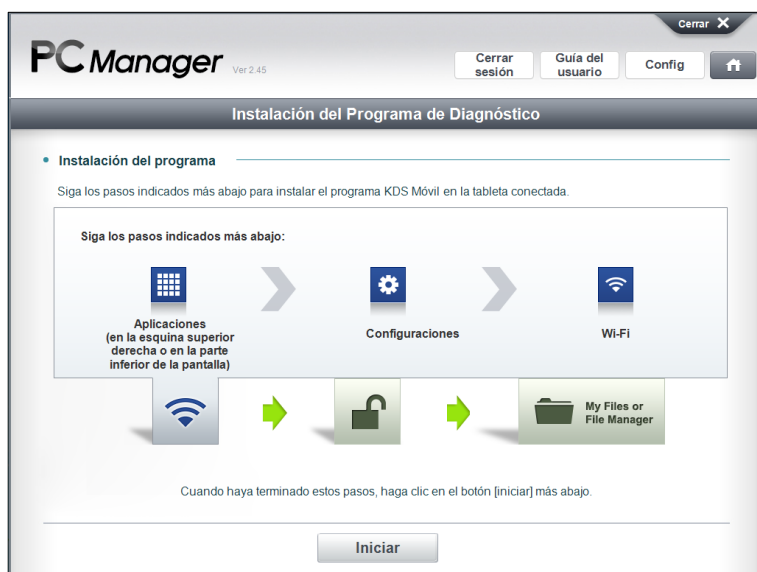 Cerrar X
PC Manager Ver 2.45
Cerrar
sesión
Guía del
usuario
Config
Instalación del Programa de Diagnóstico
Instalación del programa
Siga los pasos indicados más abajo para instalar el programa KDS Móvil en la tableta conectada.
Siga los pasos indicados más abajo:
Aplicaciones
(en la esquina superior
derecha o en la parte
inferior de la pantalla)
Configuraciones
Wi-Fi
My Files or
File Manager
Cuando haya terminado estos pasos, haga clic en el botón [iniciar] más abajo.
Iniciar